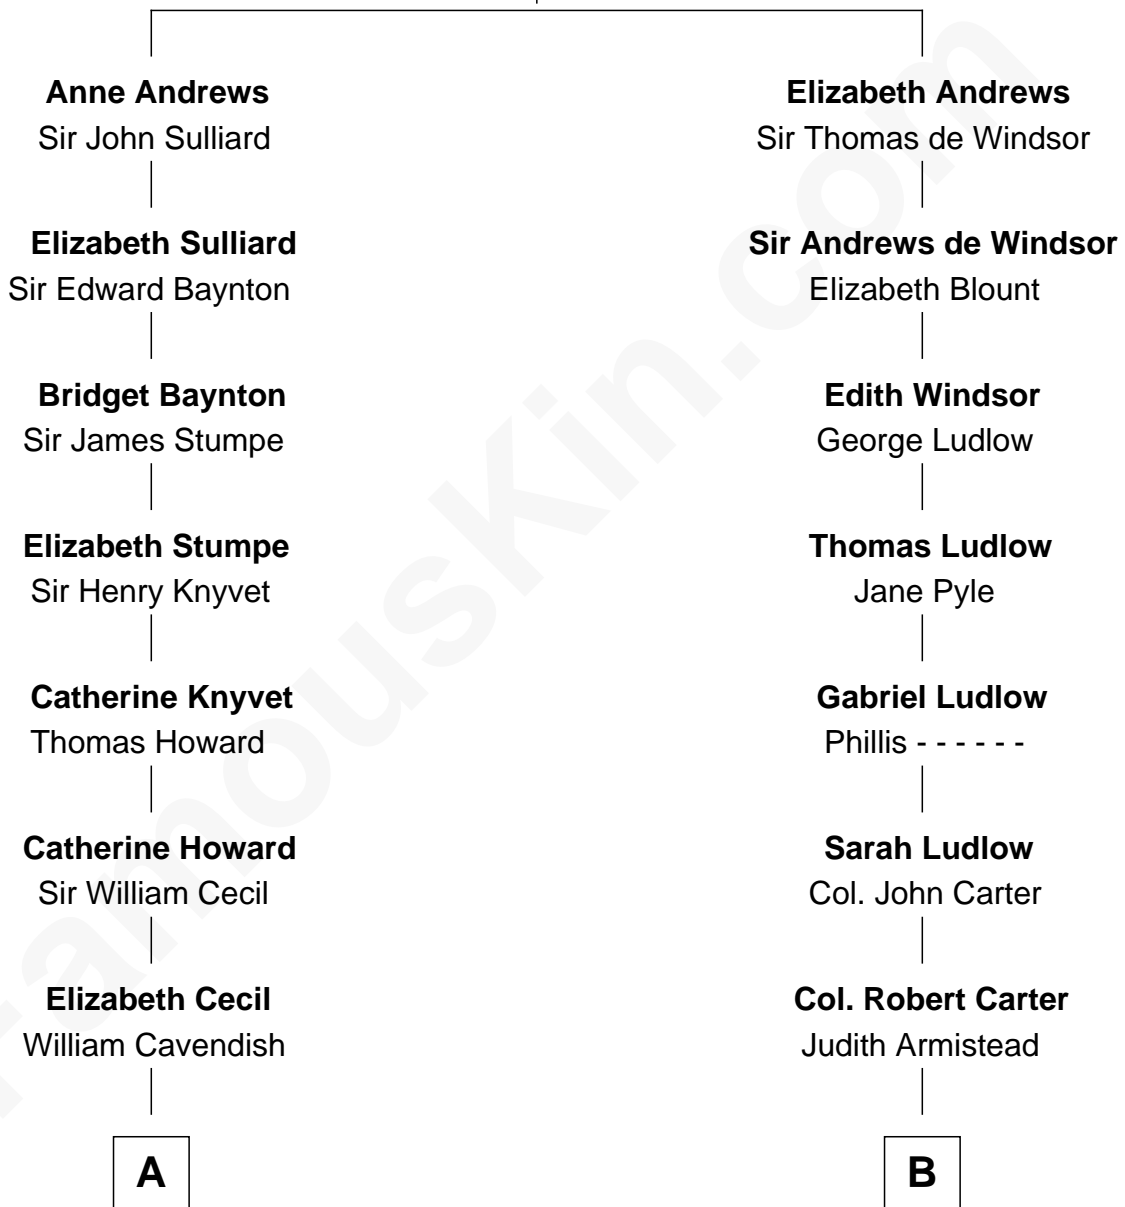 Anne Andrews
Sir John Sulliard
Elizabeth Sulliard
Sir Edward Baynton
Bridget Baynton
Sir James Stumpe
Elizabeth Stumpe
Sir Henry Knyvet
Catherine Knyvet
Thomas Howard
Catherine Howard
Sir William Cecil
Elizabeth Cecil
William Cavendish
A
Elizabeth Andrews
Sir Thomas de Windsor
Sir Andrews de Windsor
Elizabeth Blount
Edith Windsor
George Ludlow
Thomas Ludlow
Jane Pyle
Gabriel Ludlow
Phillis - - - - - -
Sarah Ludlow
Col. John Carter
Col. Robert Carter
Judith Armistead
B
FamousKin.com